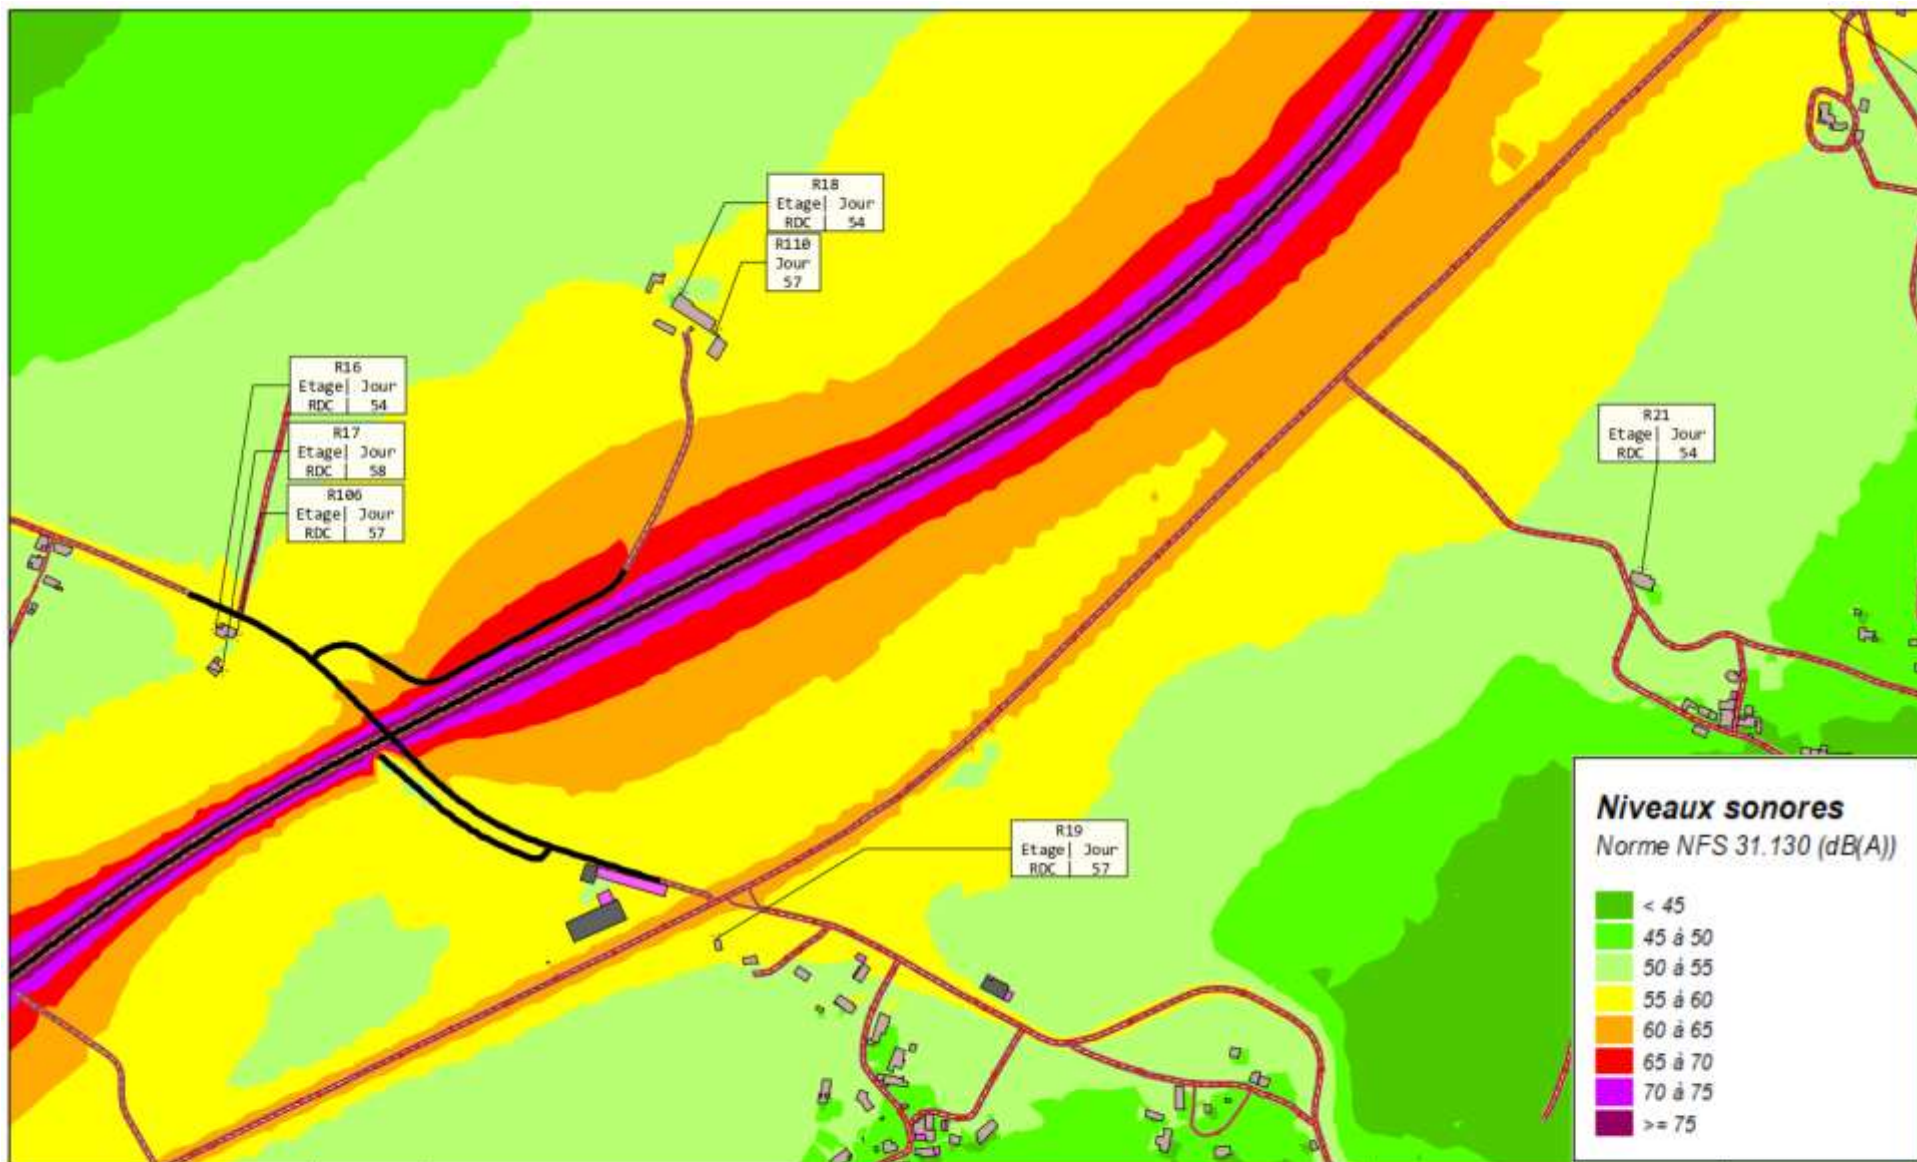 R18
Etage| Jour
RDC | 54
R110
Jour
57
R16
Etage| Jour
RDC | 54
R17
Etage| Jour
RDC | 58
R106
Etage| Jour
RDC | 57
R21
Etage| Jour
RDC | 54
R19
Etage| Jour
RDC | 57
Niveaux sonores
Norme NFS 31.130 (dB(A))
< 45
45 à 50
50 à 55
55 à 60
60 à 65
65 à 70
70 à 75
>= 75